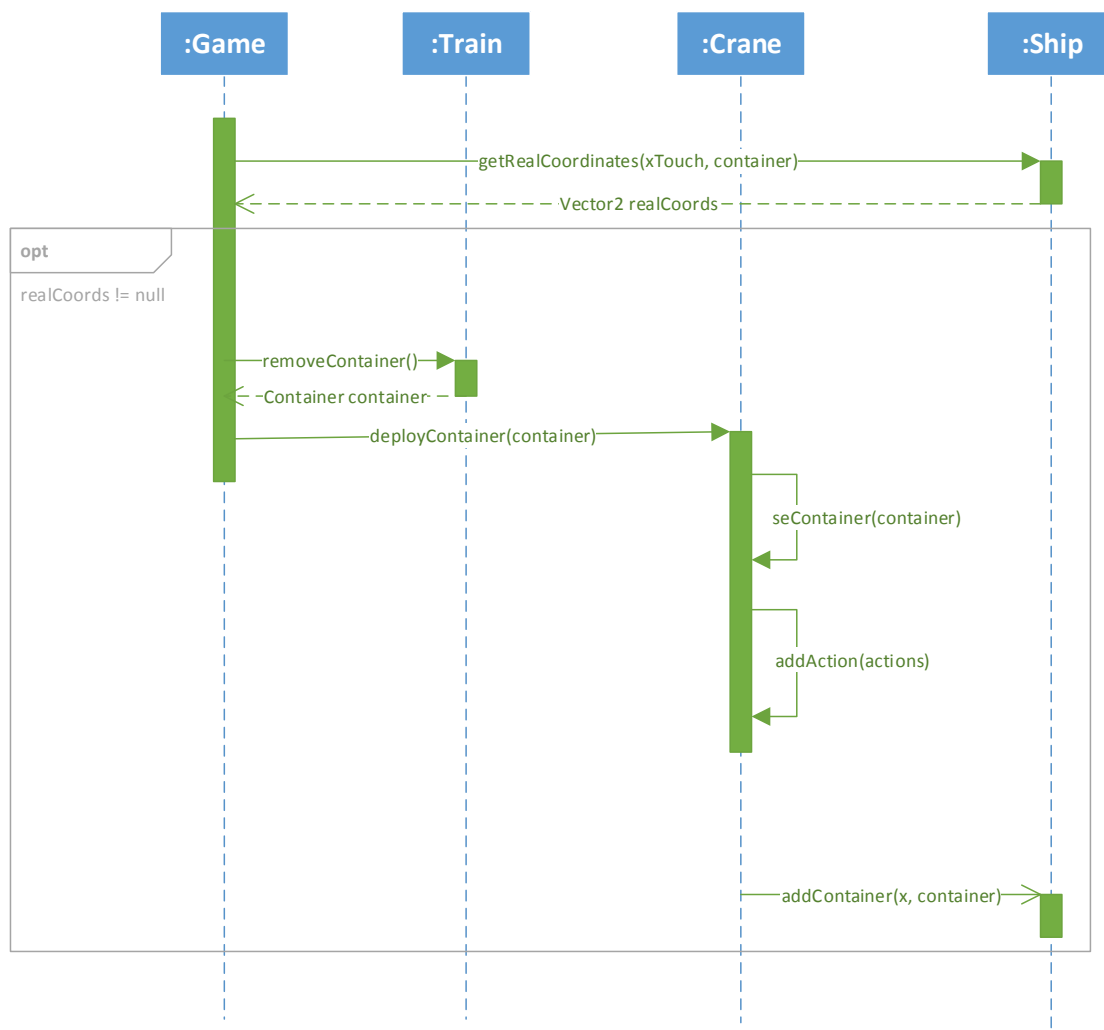 :Game
:Train
:Crane
:Ship
getRealCoordinates(xTouch, container)
Vector2 realCoords
opt
realCoords != null
removeContainer()
Container container
deployContainer(container)
seContainer(container)
addAction(actions)
addContainer(x, container)